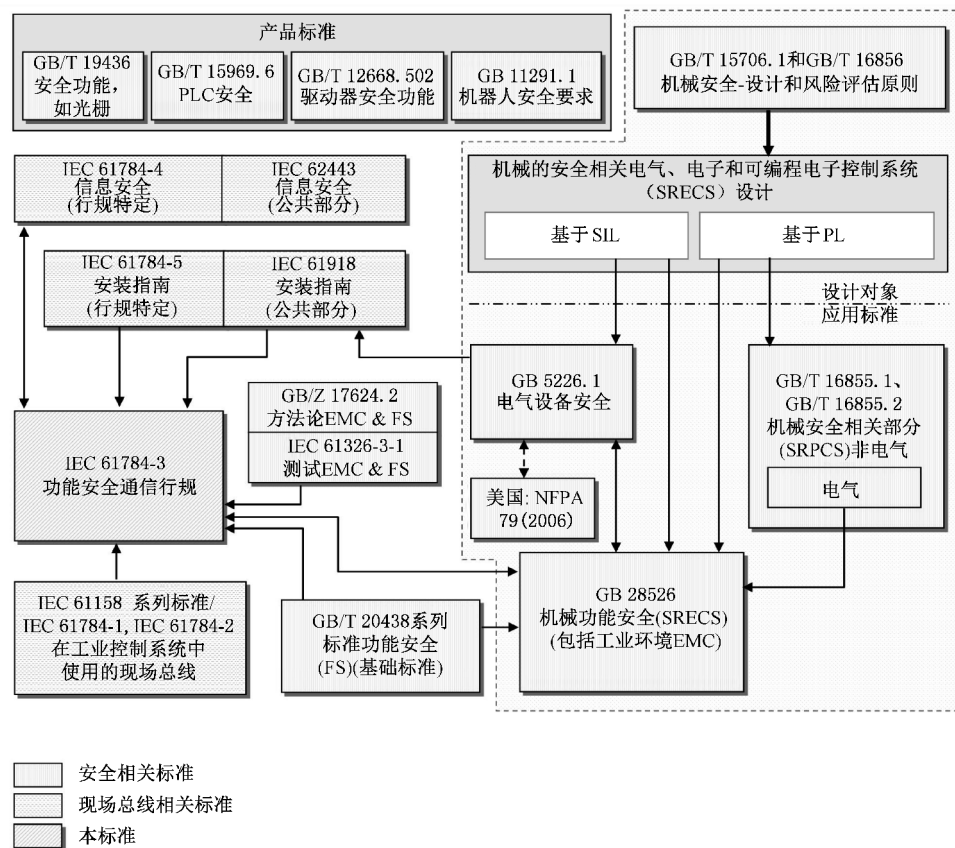 产品标准
GB/T 19436
安全功能，
如光栅
GB/T 15969.6
PLC安全
GB/T 12668.502
驱动器安全功能
GB 11291.1
机器人安全要求
GB/T 15706.1和GB/T 16856
机械安全-设计和风险评估原则
IEC 61784-4
信息安全
(行规特定)
IEC 62443
信息安全
(公共部分)
机械的安全相关电气、电子和可编程电子控制系统
（SRECS）设计
基于SIL
基于PL
IEC 61784-5
安装指南
(行规特定)
IEC 61918
安装指南
(公共部分)
设计对象
应用标准
GB 5226.1
电气设备安全
GB/T 16855.1、
GB/T 16855.2
机械安全相关部分
(SRPCS)非电气
电气
GB/Z 17624.2
方法论EMC & FS
IEC 61326-3-1
测试EMC & FS
IEC 61784-3
功能安全通信行规
美国: NFPA
79(2006)
GB 28526
机械功能安全(SRECS)
(包括工业环境EMC)
IEC 61158 系列标准/
IEC 61784-1, IEC 61784-2
在工业控制系统中
使用的现场总线
GB/T 20438系列
标准功能安全
(FS)(基础标准)
安全相关标准
现场总线相关标准
本标准